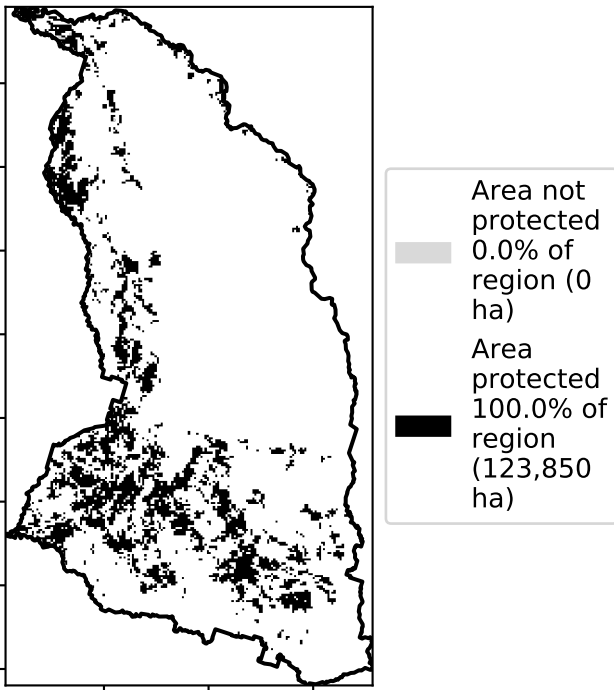 Area not
protected
0.0% of
region (0
ha)
Area
protected
100.0% of
region
(123,850
ha)